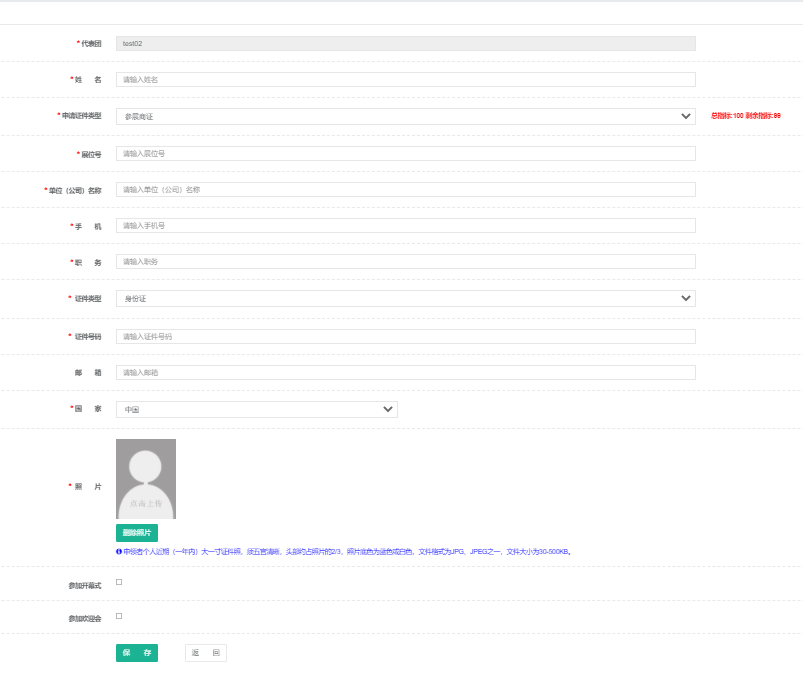 * 代表团 test02
* 姓 名 请输入姓名
* 申请证件类型 参展商证 总指标:100 剩余指标:98
* 展位号 请输入展位号
* 单位（公司）名称 请输入单位（公司）名称
* 手 机 请输入手机号
* 职 务 请输入职务
* 证件类型 身份证
* 证件号码 请输入证件号码
邮 箱 请输入邮箱
* 国 家 中国
* 照 片
点击上传
删除照片
申领者个人近期（一年内）大一寸证件照，须五官清晰，头部约占照片的2/3，照片底色为蓝色或白色，文件格式为JPG、JPEG之一，文件大小为30-500KB。
参加开幕式
参加欢迎会
保 存 返 回